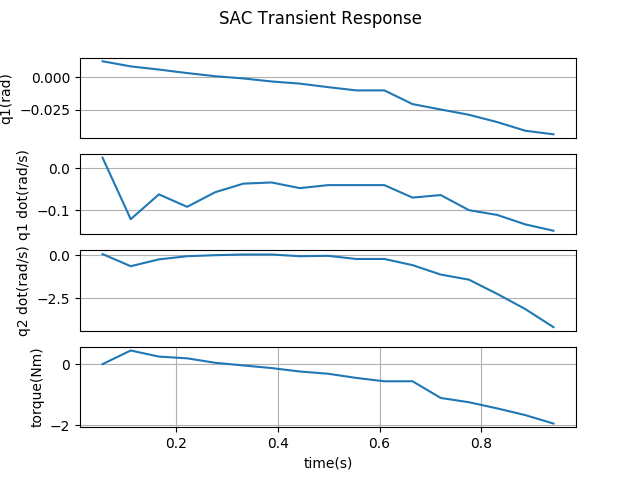 SAC Transient Response
0.000
−0.025
q1(rad)
0.0
−0.1
q1 dot(rad/s)
0.0
−2.5
q2 dot(rad/s)
0
−2
torque(Nm)
0.2 0.4 0.6 0.8
time(s)